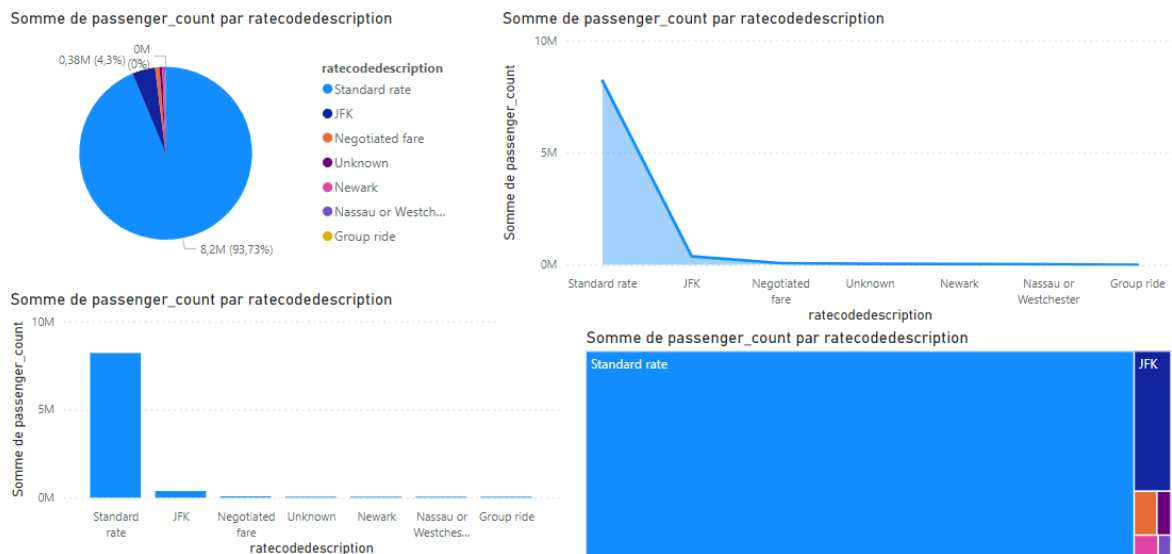 Somme de passenger_count par ratecodedescription
0M
0,38M (4,3%)
(0%)
8,2M (93,73%)
ratecodedescription
Standard rate
JFK
Negotiated fare
Unknown
Newark
Nassau or Westch...
Group ride
Somme de passenger_count par ratecodedescription
Somme de passenger_count
10M
5M
0M
Standard rate
JFK
Negotiated
fare
Unknown
Newark
Nassau or
Westchester
Group ride
ratecodedescription
Somme de passenger_count par ratecodedescription
Somme de passenger_count
10M
5M
0M
Standard
rate
JFK
Negotiated
fare
Unknown
Newark
Nassau or
Westches...
Group ride
ratecodedescription
Somme de passenger_count par ratecodedescription
Standard rate
JFK